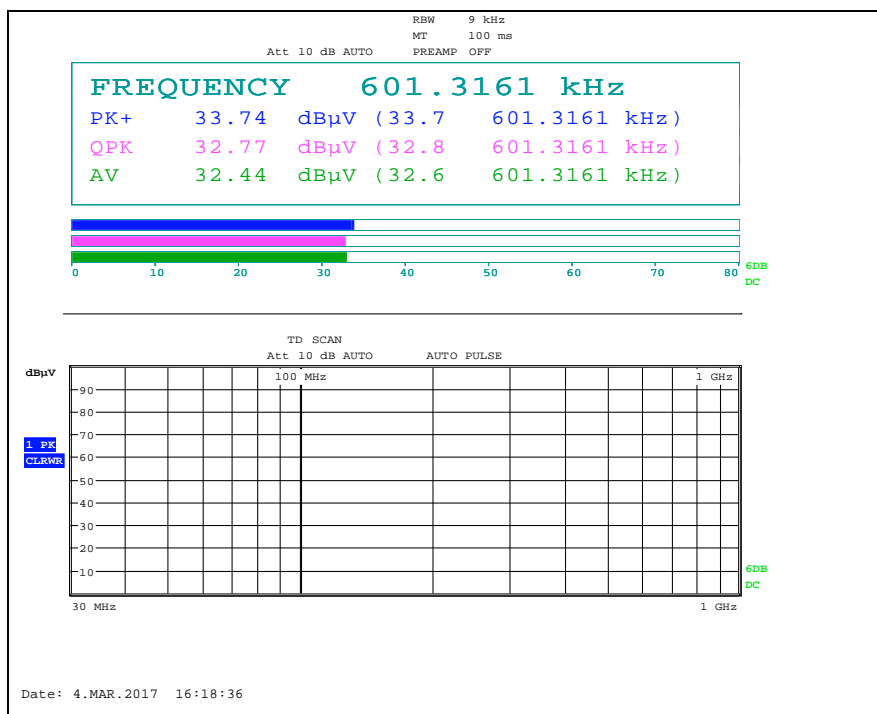 RBW 9 kHz
MT 100 ms
Att 10 dB AUTO PREAMP OFF
FREQUENCY 601.3161 kHz
PK+ 33.74 dBµV (33.7 601.3161 kHz)
QPK 32.77 dBµV (32.8 601.3161 kHz)
AV 32.44 dBµV (32.6 601.3161 kHz)
0 10 20 30 40 50 60 70 80
6DB
DC
TD SCAN
Att 10 dB AUTO AUTO PULSE
dBµV
100 MHz 1 GHz
90
80
70
1 PK
CLRWR
60
50
40
30
20
10
6DB
DC
30 MHz 1 GHz
Date: 4.MAR.2017 16:18:36